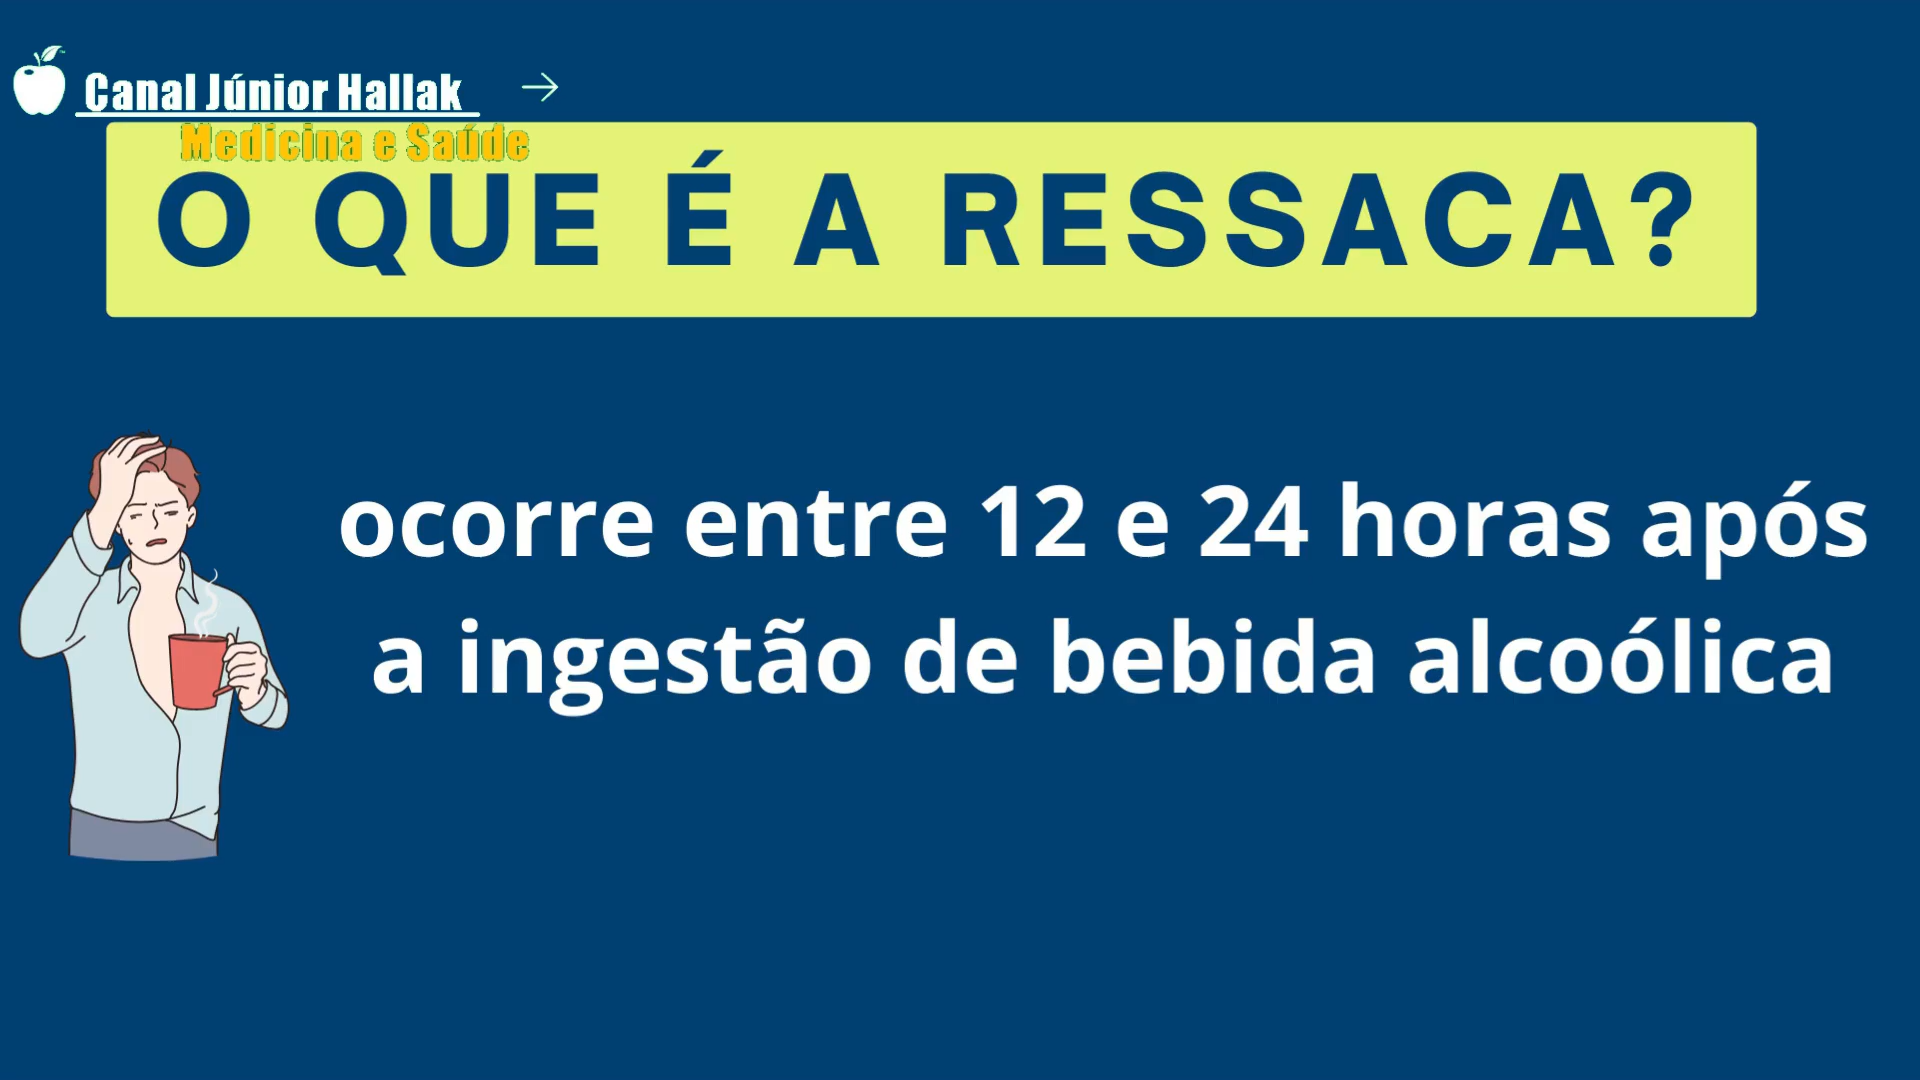 Canal Júnior Hallak
Medicina e Saúde
O QUE É A RESSACA?
ocorre entre 12 e 24 horas após
a ingestão de bebida alcoólica